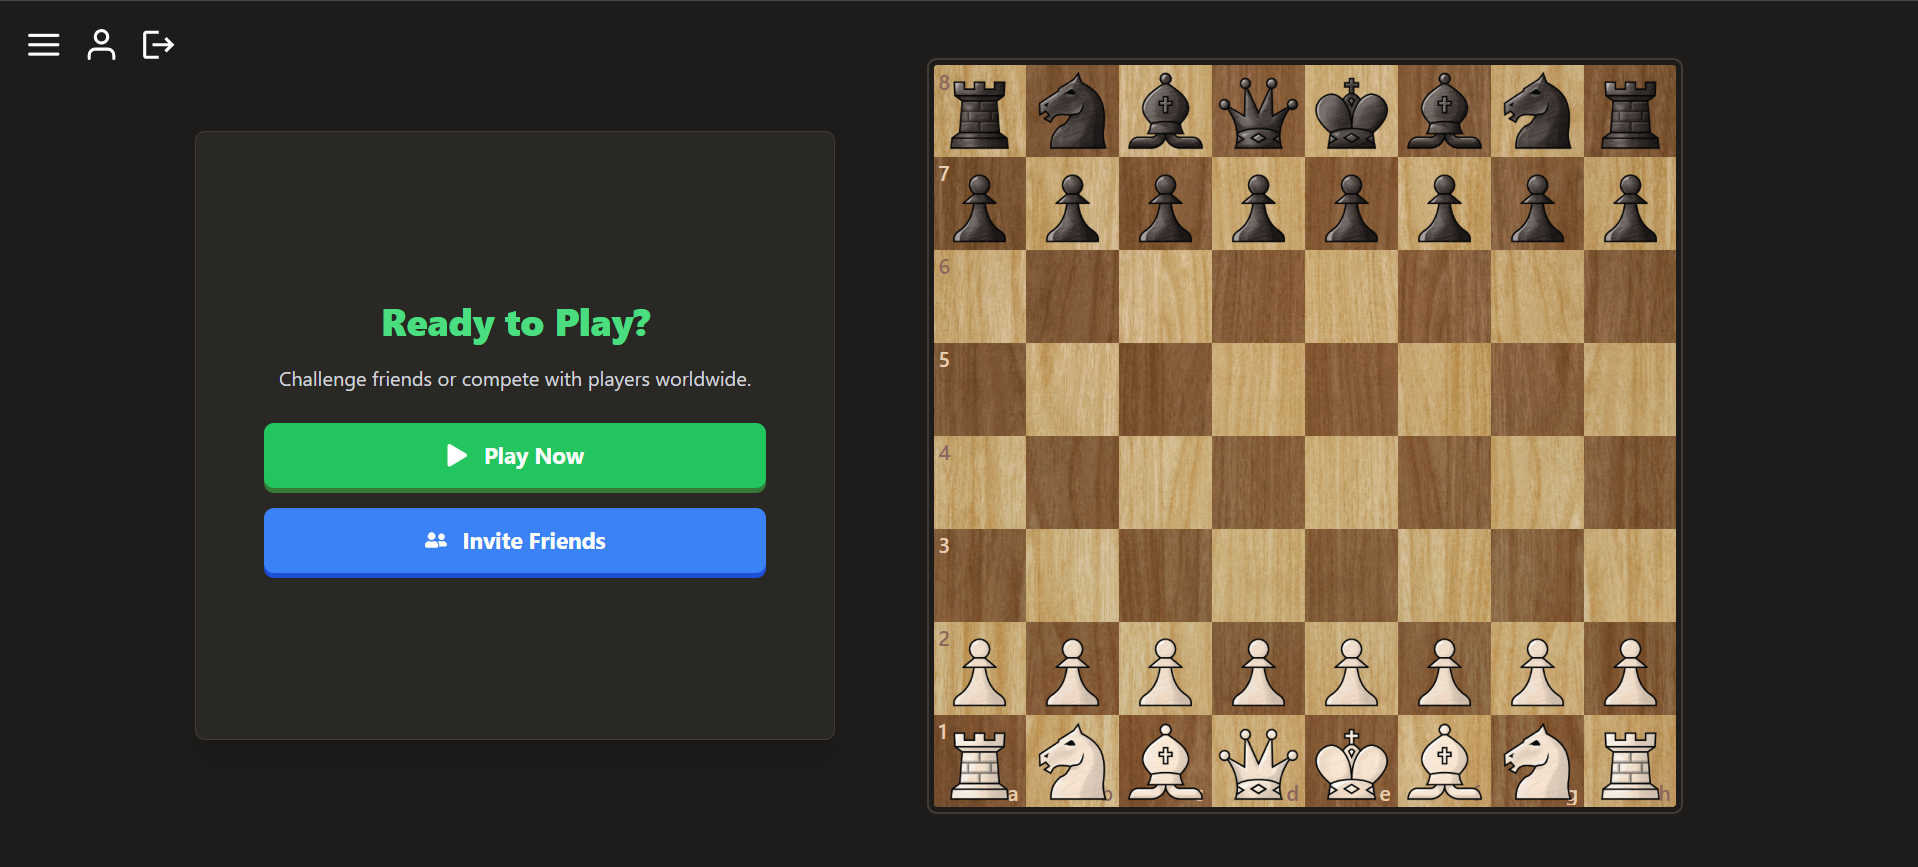 Ready to Play?
Challenge friends or compete with players worldwide.
Play Now
Invite Friends
8
7
6
5
4
3
2
1
a b d e g h